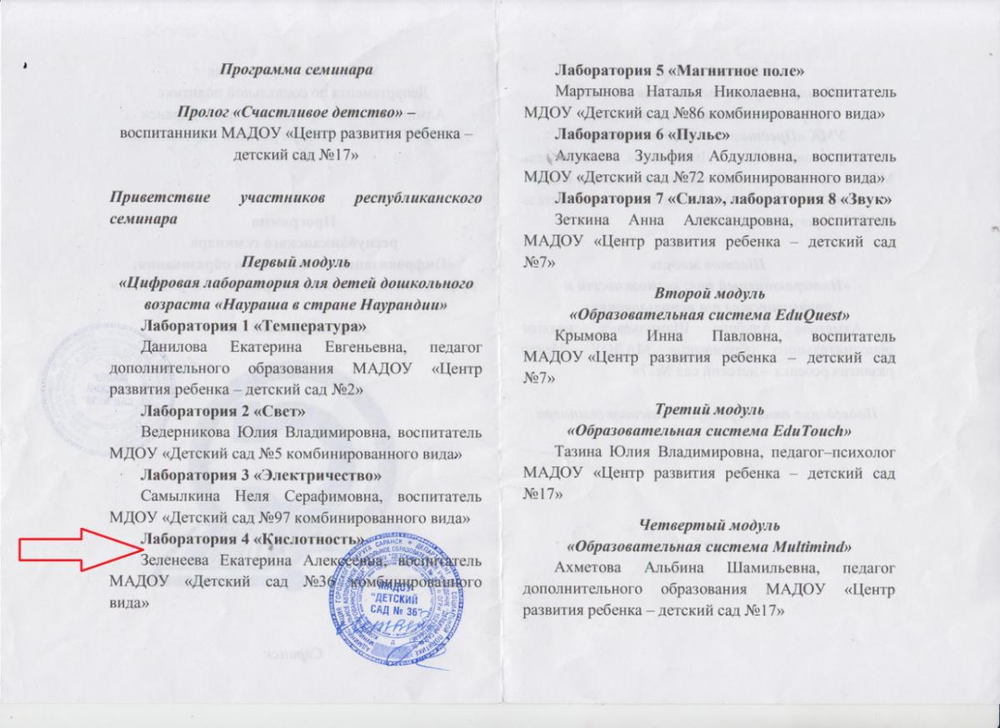 Программа семинара
Пролог «Счастливое детство» –
воспитанники МАДОУ «Центр развития ребенка –
детский сад №17»
Приветствие участников республиканского
семинара
Первый модуль
«Цифровая лаборатория для детей дошкольного
возраста «Наураша в стране Наурандии»
Лаборатория 1 «Температура»
Данилова Екатерина Евгеньевна, педагог
дополнительного образования МАДОУ «Центр
развития ребенка – детский сад №2»
Лаборатория 2 «Свет»
Ведерникова Юлия Владимировна, воспитатель
МДОУ «Детский сад №5 комбинированного вида»
Лаборатория 3 «Электричество»
Самылкина Неля Серафимовна, воспитатель
МДОУ «Детский сад №97 комбинированного вида»
Лаборатория 4 «Кислотность»
Зеленеева Екатерина Алексеевна, воспитатель
МАДОУ «Детский сад №36 комбинированного
вида»
МАДОУ
"ДЕТСКИЙ
САД № 36"
Лаборатория 5 «Магнитное поле»
Мартынова Наталья Николаевна, воспитатель
МДОУ «Детский сад №86 комбинированного вида»
Лаборатория 6 «Пульс»
Алукаева Зульфия Абдулловна, воспитатель
МДОУ «Детский сад №72 комбинированного вида»
Лаборатория 7 «Сила», лаборатория 8 «Звук»
Зеткина Анна Александровна, воспитатель
МАДОУ «Центр развития ребенка – детский сад
№7»
Второй модуль
«Образовательная система EduQuest»
Крымова Инна Павловна, воспитатель
МАДОУ «Центр развития ребенка – детский сад
№7»
Третий модуль
«Образовательная система EduTouch»
Тазина Юлия Владимировна, педагог–психолог
МАДОУ «Центр развития ребенка – детский сад
№17»
Четвертый модуль
«Образовательная система Multimind»
Ахметова Альбина Шамильевна, педагог
дополнительного образования МАДОУ «Центр
развития ребенка – детский сад №17»